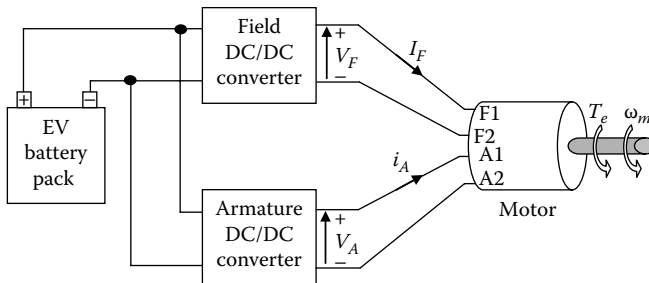 Field
DC/DC
converter
+
V_F
−
I_F
+
−
EV
battery
pack
F1
F2
A1
A2
T_e
ω_m
Motor
i_A
Armature
DC/DC
converter
+
V_A
−